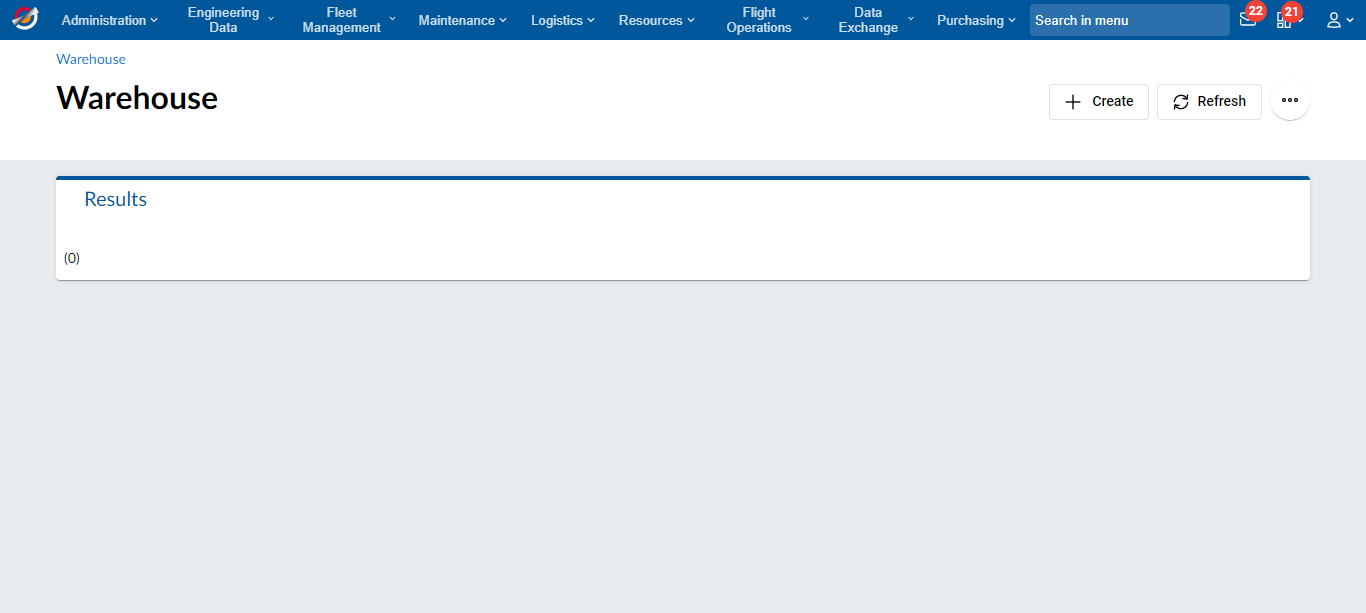 Administration
Engineering
Data
Fleet
Management
Maintenance
Logistics
Resources
Flight
Operations
Data
Exchange
Purchasing
Search in menu
22
21
Warehouse
Warehouse
Create
Refresh
Results
(0)